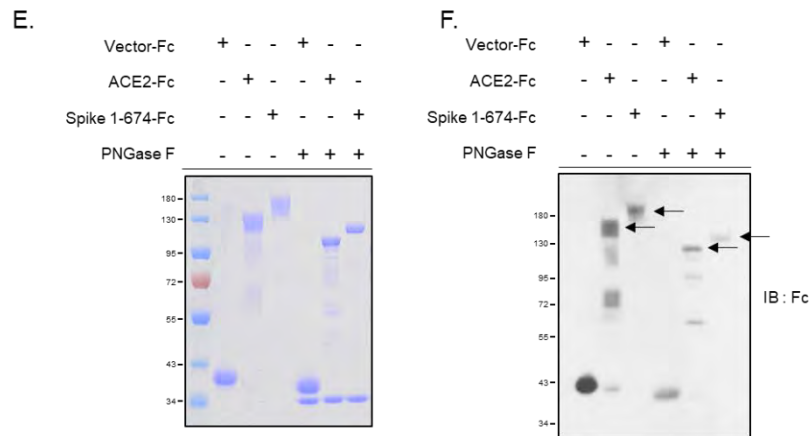 E.
Vector-Fc + - - + - -
ACE2-Fc - + - - + -
Spike 1-674-Fc - - + - - +
PNGase F - - - + + +
180
130
95
72
55
43
34
F.
Vector-Fc + - - + - -
ACE2-Fc - + - - + -
Spike 1-674-Fc - - + - - +
PNGase F - - - + + +
180
130
95
72
55
43
34
IB : Fc